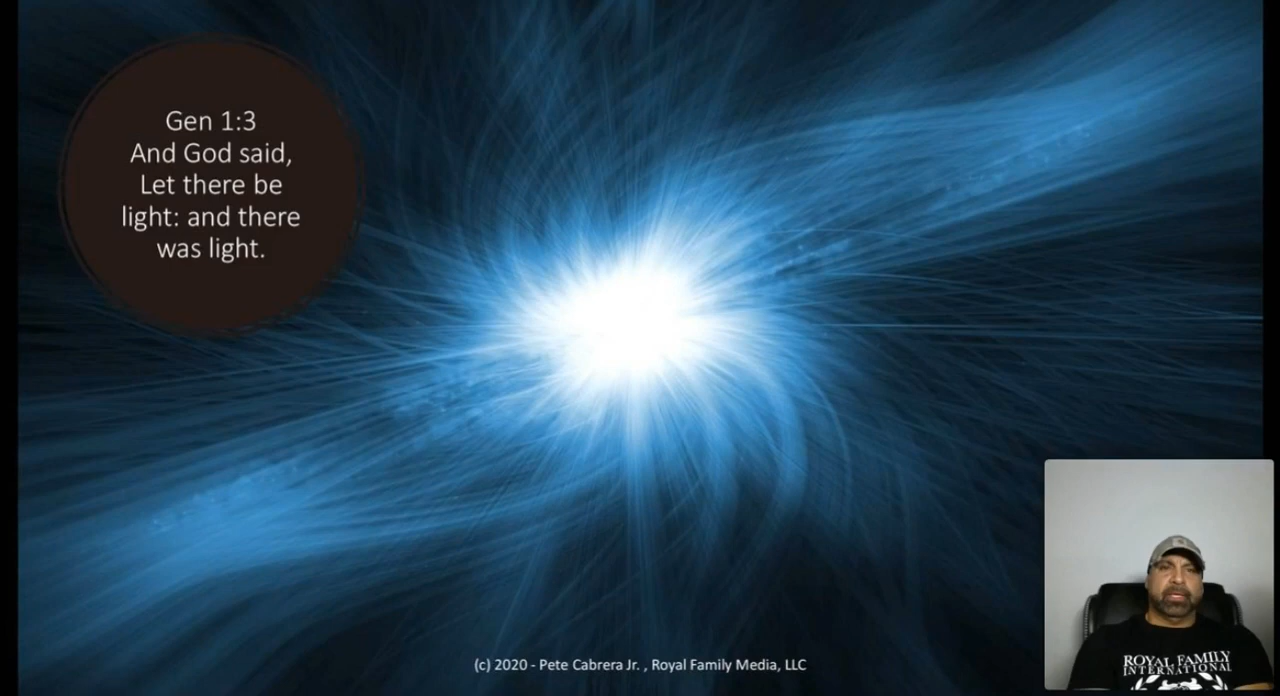 Gen 1:3
And God said,
Let there be
light: and there
was light.
(c) 2020 - Pete Cabrera Jr. , Royal Family Media, LLC
ROYAL FAMILY
INTERNATIONAL